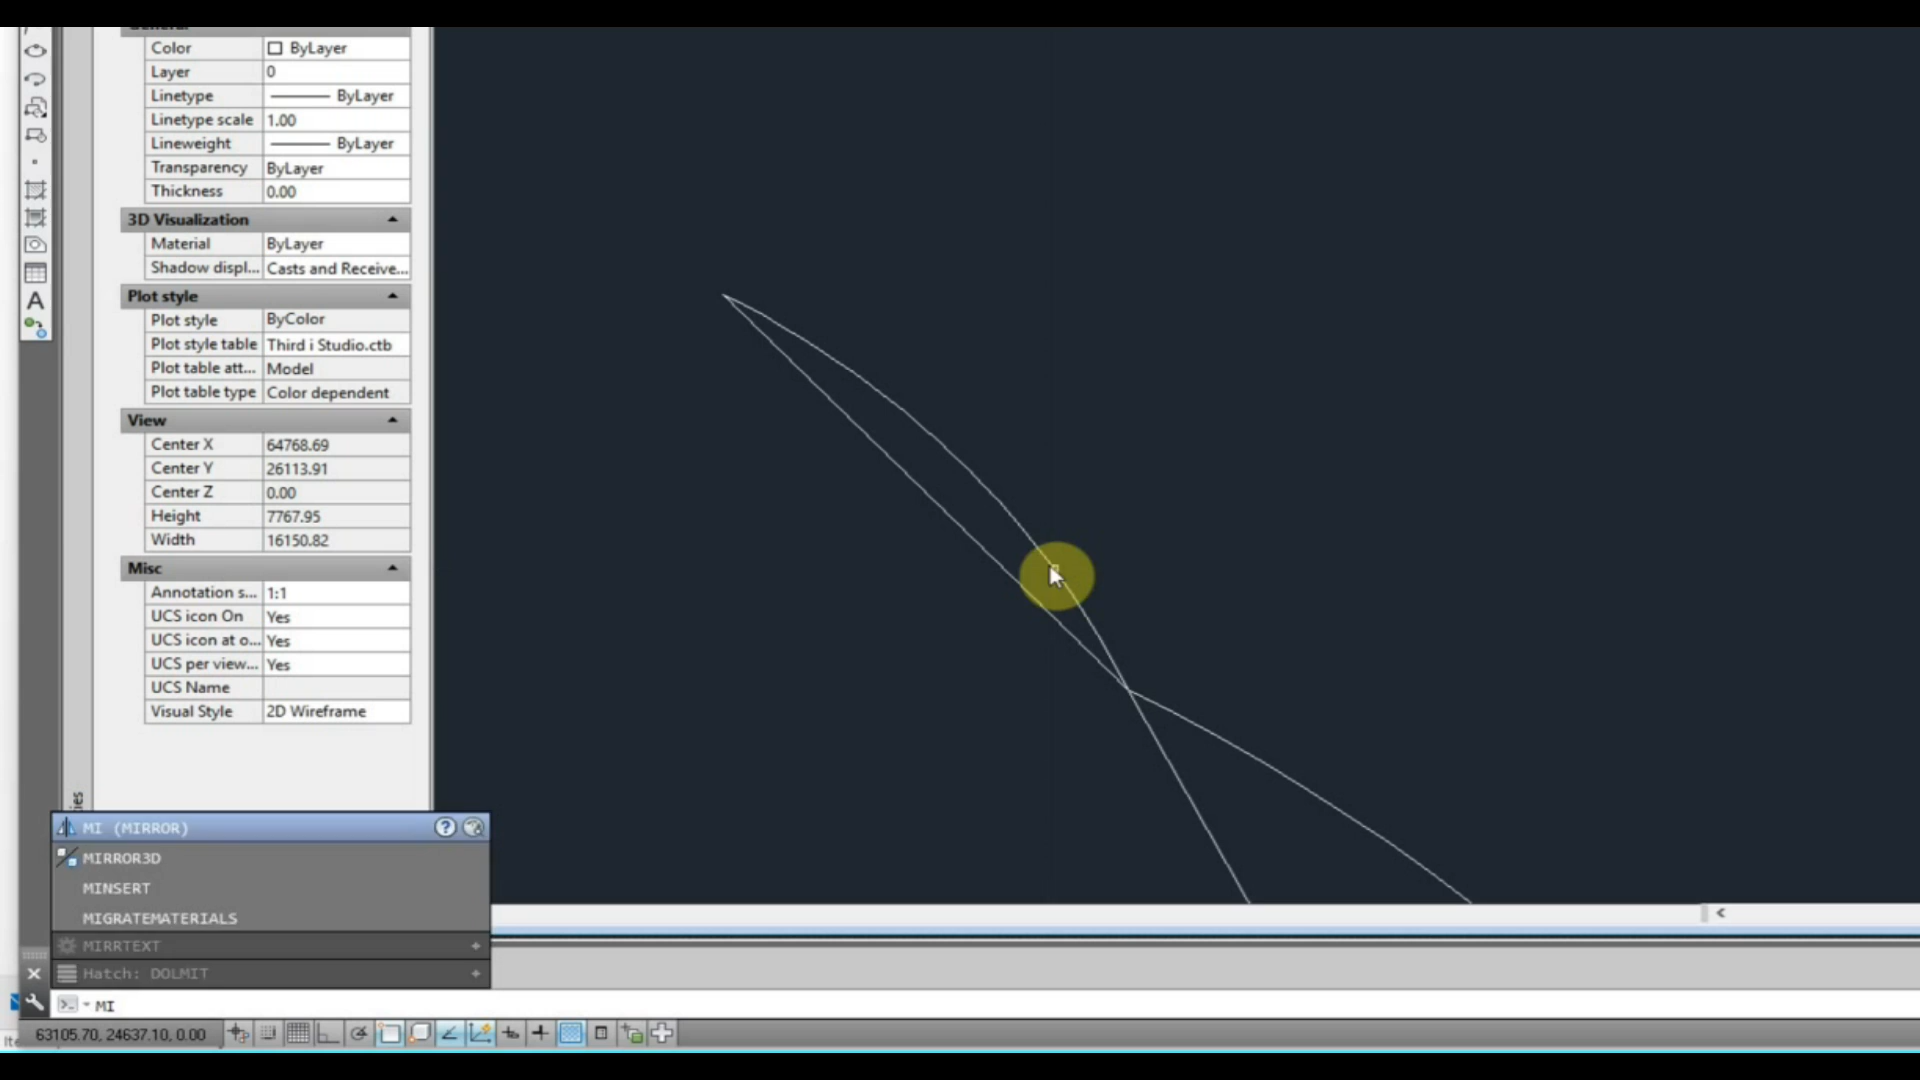 Color ByLayer
Layer 0
Linetype ByLayer
Linetype scale 1.00
Lineweight ByLayer
Transparency ByLayer
Thickness 0.00
3D Visualization
Material ByLayer
Shadow displ... Casts and Receive...
Plot style
Plot style ByColor
Plot style table Third i Studio.ctb
Plot table att... Model
Plot table type Color dependent
View
Center X 64768.69
Center Y 26113.91
Center Z 0.00
Height 7767.95
Width 16150.82
Misc
Annotation s... 1:1
UCS icon On Yes
UCS icon at o... Yes
UCS per view... Yes
UCS Name
Visual Style 2D Wireframe
MI (MIRROR)
MIRROR3D
MINSERT
MIGRATEMATERIALS
MIRRTEXT
Hatch: DOLMIT
MI
63105.70, 24637.10, 0.00